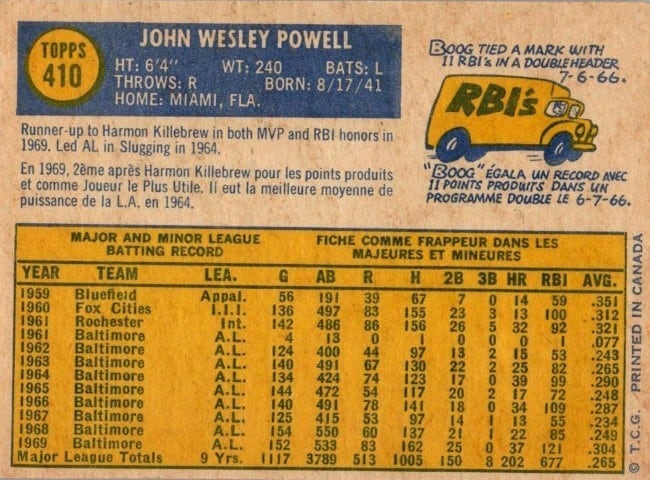 TOPPS
410
JOHN WESLEY POWELL
HT: 6'4" WT: 240 BATS: L
THROWS: R BORN: 8/17/41
HOME: MIAMI, FLA.
Runner-up to Harmon Killebrew in both MVP and RBI honors in
1969. Led AL in Slugging in 1964.
En 1969, 2ème après Harmon Killebrew pour les points produits
et comme Joueur le Plus Utile. Il eut la meilleure moyenne de
puissance de la L.A. en 1964.
BOOG TIED A MARK WITH
11 RBI's IN A DOUBLEHEADER
7-6-66.
RBI's
"BOOG" ÉGALA UN RECORD AVEC
11 POINTS PRODUITS DANS UN
PROGRAMME DOUBLE LE 6-7-66.
MAJOR AND MINOR LEAGUE
BATTING RECORD
FICHE COMME FRAPPEUR DANS LES
MAJEURES ET MINEURES
YEAR TEAM LEA. G AB R H 2B 3B HR RBI AVG.
1959 Bluefield Appal. 56 191 39 67 7 0 14 59 .351
1960 Fox Cities I.I.I. 136 497 83 155 23 3 13 100 .312
1961 Rochester Int. 142 486 86 156 26 5 32 92 .321
1961 Baltimore A.L. 4 13 0 1 0 0 0 1 .077
1962 Baltimore A.L. 124 400 44 97 13 2 15 53 .243
1963 Baltimore A.L. 140 491 67 130 22 2 25 82 .265
1964 Baltimore A.L. 134 424 74 123 17 0 39 99 .290
1965 Baltimore A.L. 144 472 54 117 20 2 17 72 .248
1966 Baltimore A.L. 140 491 78 141 18 0 34 109 .287
1967 Baltimore A.L. 125 415 53 97 14 1 13 55 .234
1968 Baltimore A.L. 154 550 60 137 21 1 22 85 .249
1969 Baltimore A.L. 152 533 83 162 25 0 37 121 .304
Major League Totals 9 Yrs. 1117 3789 513 1005 150 8 202 677 .265
© T.C.G. PRINTED IN CANADA